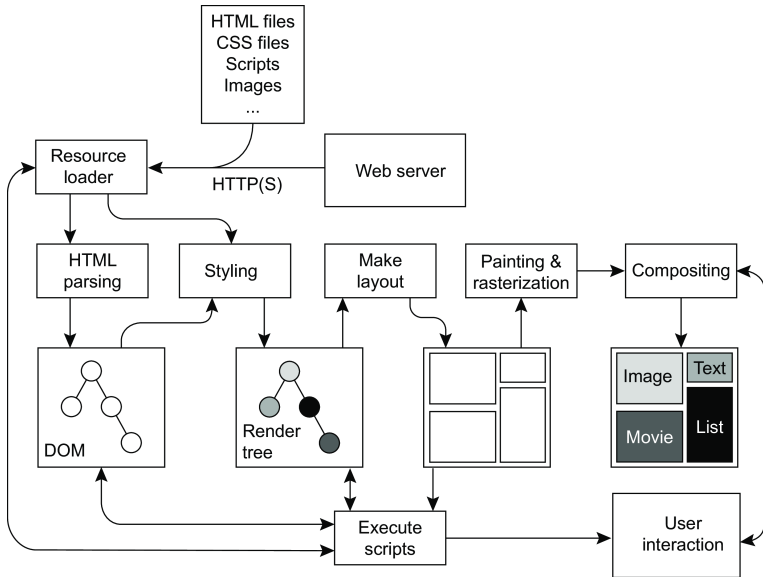 HTML files
CSS files
Scripts
Images
...
Resource
loader
HTTP(S)
Web server
HTML
parsing
Styling
Make
layout
Painting &
rasterization
Compositing
DOM
Render
tree
Image
Text
Movie
List
Execute
scripts
User
interaction